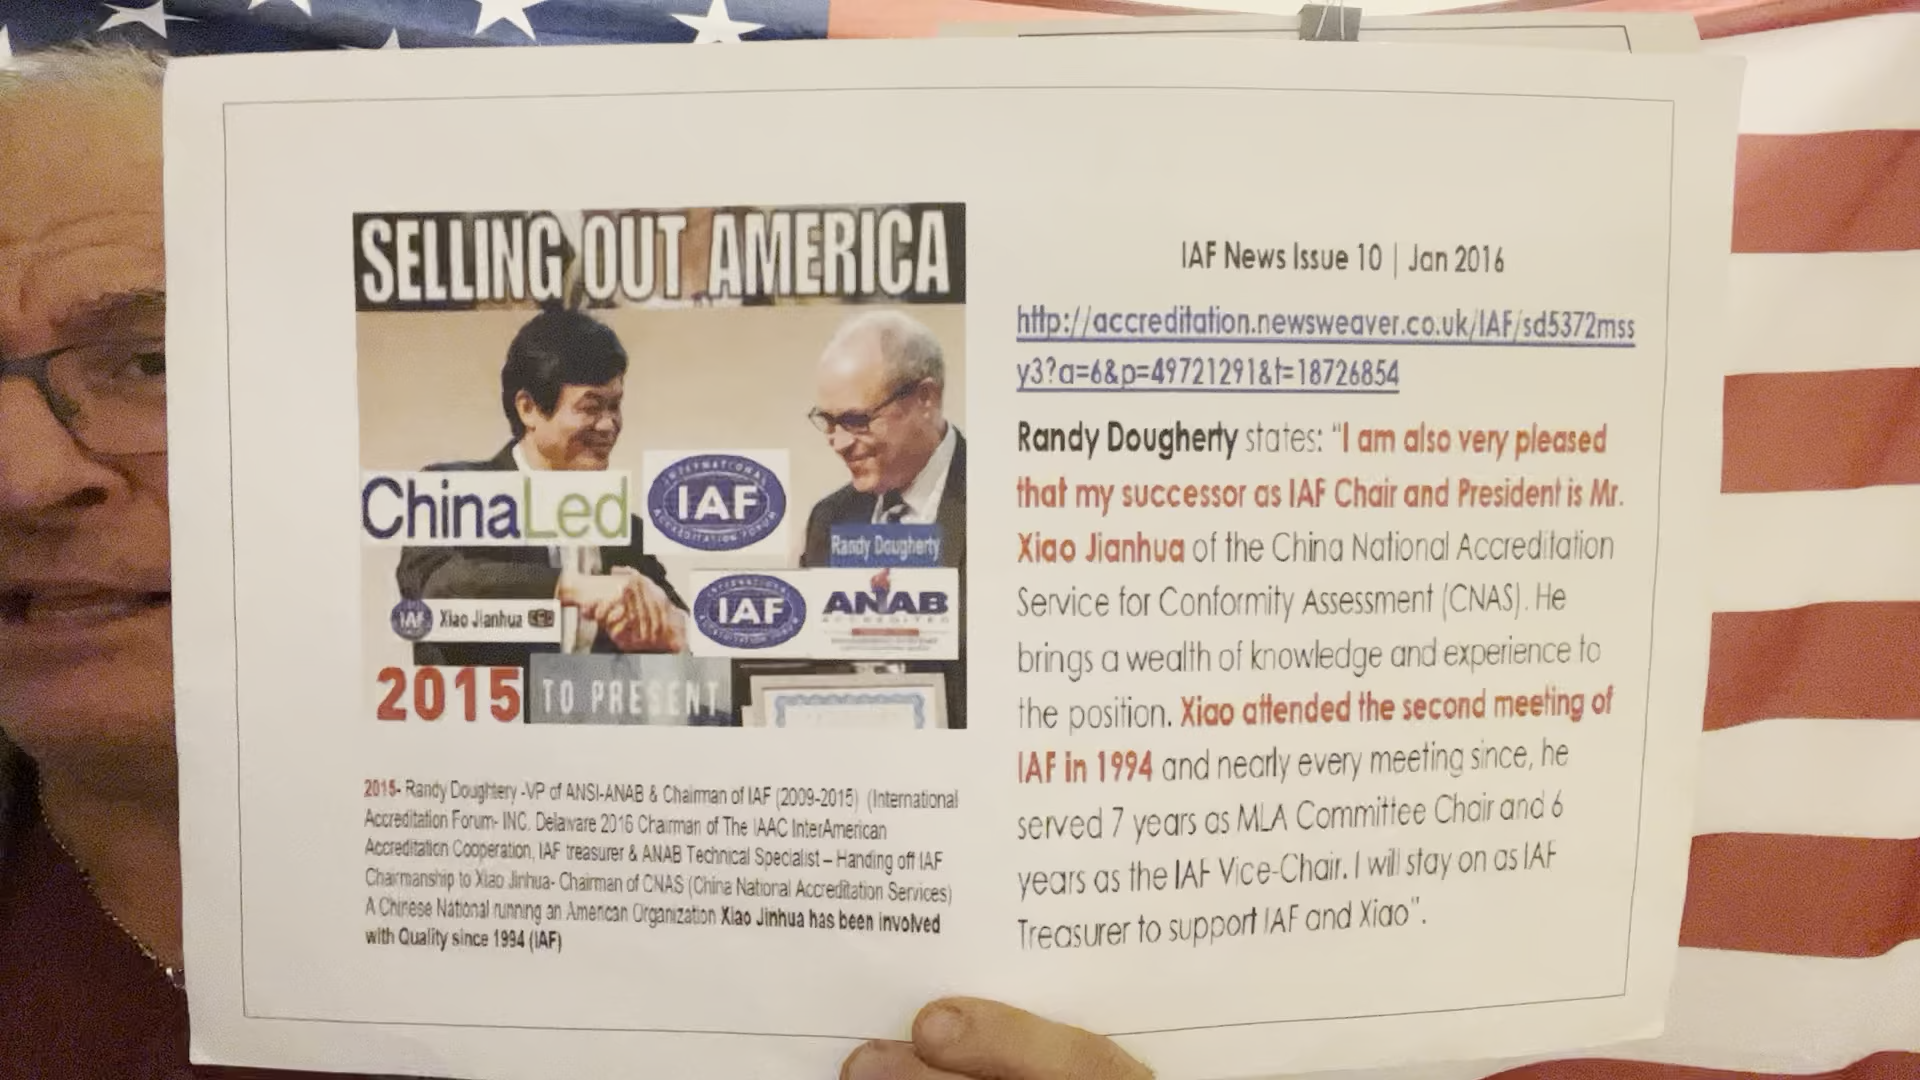 SELLING OUT AMERICA
ChinaLed
INTERNATIONAL
IAF
ACCREDITATION FORUM
Randy Dougherty
IAF
Xiao Jianhua CEO
INTERNATIONAL
IAF
ACCREDITATION FORUM
ANAB
ACCREDITED
2015 TO PRESENT
2015- Randy Doughtery -VP of ANSI-ANAB & Chairman of IAF (2009-2015) (International
Accreditation Forum- INC. Delaware 2016 Chairman of The IAAC InterAmerican
Accreditation Cooperation, IAF treasurer & ANAB Technical Specialist – Handing off IAF
Chairmanship to Xiao Jinhua- Chairman of CNAS (China National Accreditation Services)
A Chinese National running an American Organization Xiao Jinhua has been involved
with Quality since 1994 (IAF)
IAF News Issue 10 | Jan 2016
http://accreditation.newsweaver.co.uk/IAF/sd5372mss
y3?a=6&p=49721291&t=18726854
Randy Dougherty states: "I am also very pleased
that my successor as IAF Chair and President is Mr.
Xiao Jianhua of the China National Accreditation
Service for Conformity Assessment (CNAS). He
brings a wealth of knowledge and experience to
the position. Xiao attended the second meeting of
IAF in 1994 and nearly every meeting since, he
served 7 years as MLA Committee Chair and 6
years as the IAF Vice-Chair. I will stay on as IAF
Treasurer to support IAF and Xiao".